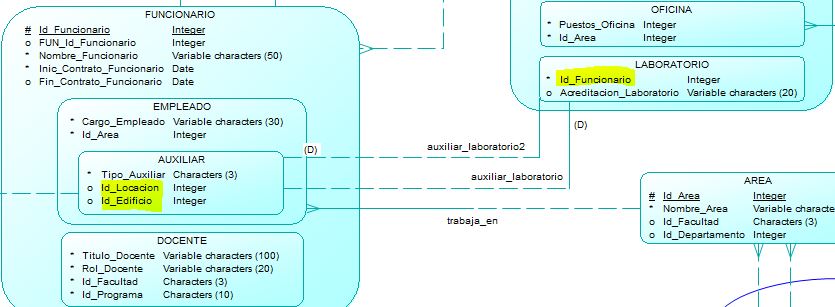 FUNCIONARIO
# Id_Funcionario Integer
o FUN_Id_Funcionario Integer
* Nombre_Funcionario Variable characters (50)
* Inic_Contrato_Funcionario Date
o Fin_Contrato_Funcionario Date
EMPLEADO
* Cargo_Empleado Variable characters (30)
* Id_Area Integer
AUXILIAR
* Tipo_Auxiliar Characters (3)
o Id_Locacion Integer
o Id_Edificio Integer
DOCENTE
* Titulo_Docente Variable characters (100)
* Rol_Docente Variable characters (20)
* Id_Facultad Characters (3)
* Id_Programa Characters (10)
OFICINA
* Puestos_Oficina Integer
* Id_Area Integer
LABORATORIO
* Id_Funcionario Integer
o Acreditacion_Laboratorio Variable characters (20)
(D)
(D)
auxiliar_laboratorio2
auxiliar_laboratorio
trabaja_en
AREA
# Id_Area Integer
* Nombre_Area Variable characte
o Id_Facultad Characters (3)
o Id_Departamento Integer